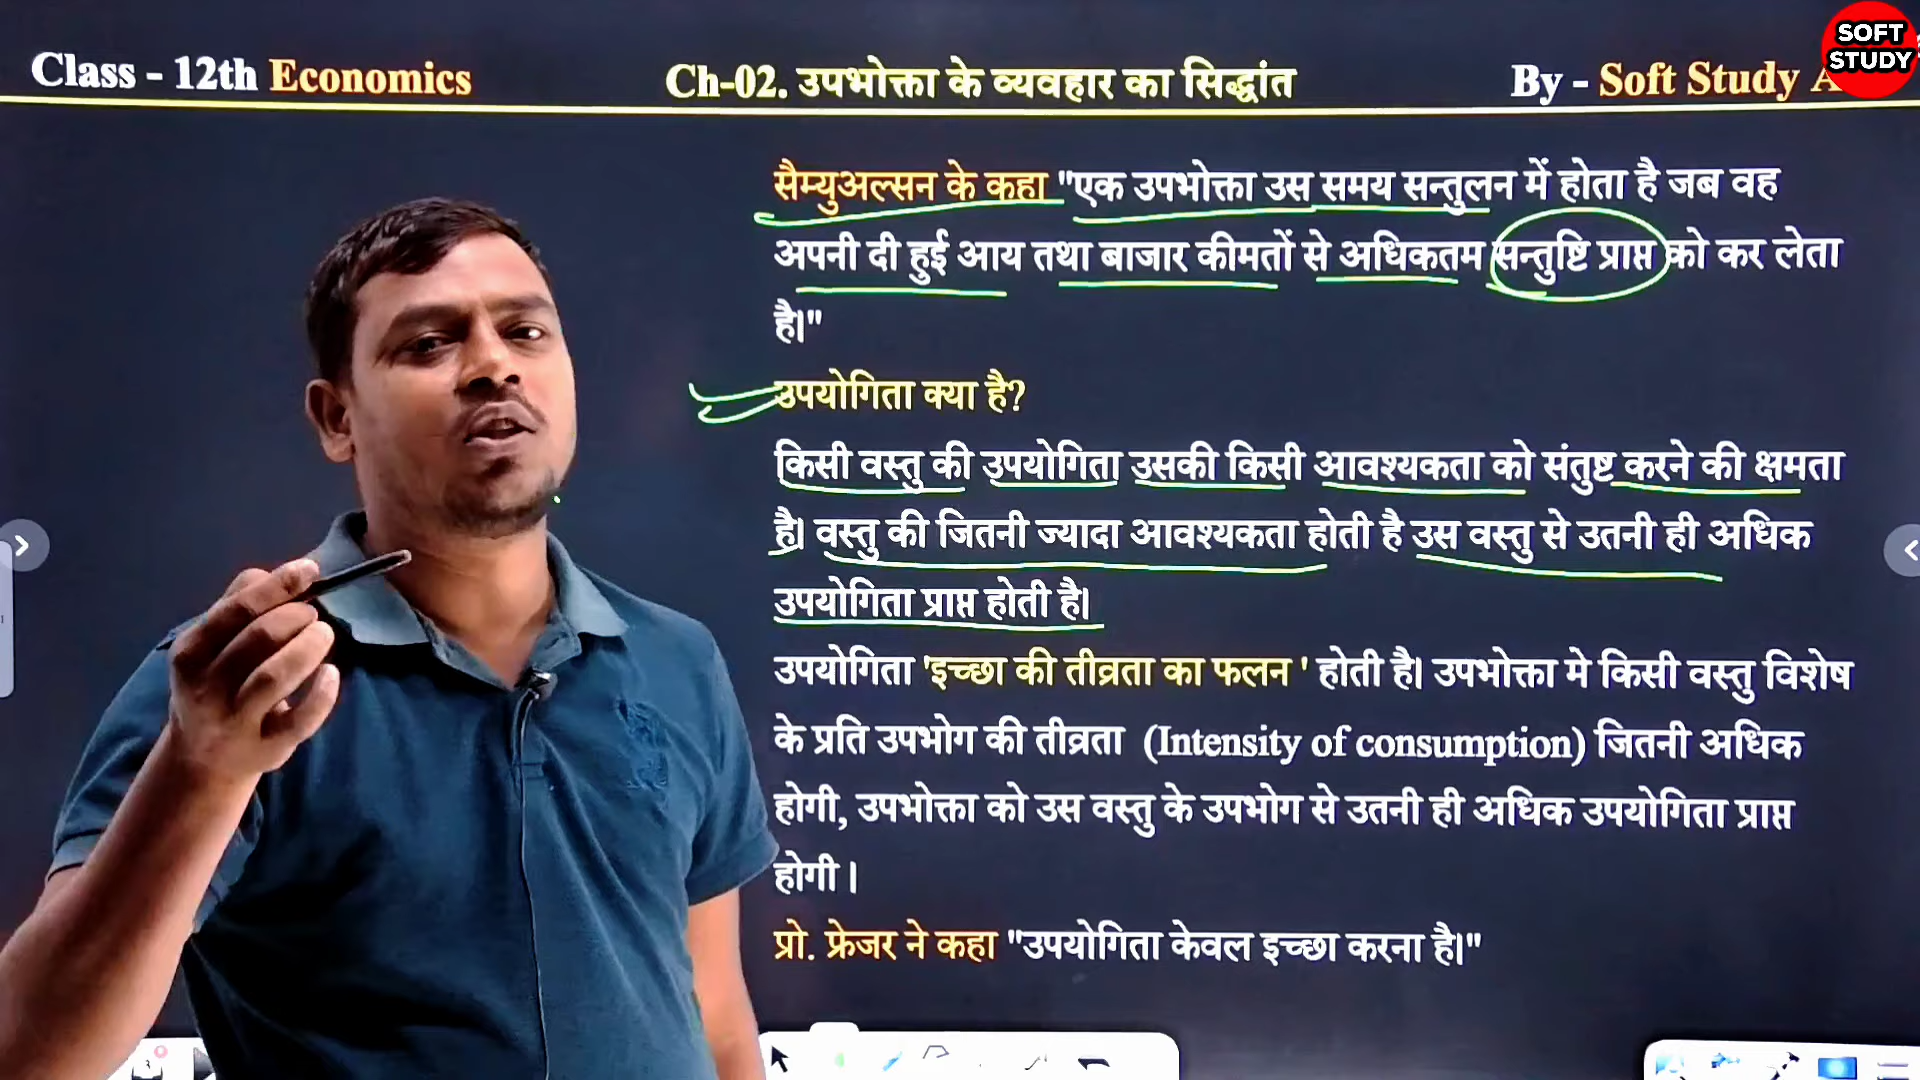 SOFT
STUDY
Class - 12th Economics
Ch-02. उपभोक्ता के व्यवहार का सिद्धांत
By - Soft Study
सैम्युअल्सन के कहा "एक उपभोक्ता उस समय सन्तुलन में होता है जब वह
अपनी दी हुई आय तथा बाजार कीमतों से अधिकतम सन्तुष्टि प्राप्त को कर लेता
है।"
उपयोगिता क्या है?
किसी वस्तु की उपयोगिता उसकी किसी आवश्यकता को संतुष्ट करने की क्षमता
है। वस्तु की जितनी ज्यादा आवश्यकता होती है उस वस्तु से उतनी ही अधिक
उपयोगिता प्राप्त होती है।
उपयोगिता 'इच्छा की तीव्रता का फलन ' होती है। उपभोक्ता मे किसी वस्तु विशेष
के प्रति उपभोग की तीव्रता (Intensity of consumption) जितनी अधिक
होगी, उपभोक्ता को उस वस्तु के उपभोग से उतनी ही अधिक उपयोगिता प्राप्त
होगी ।
प्रो. फ्रेजर ने कहा "उपयोगिता केवल इच्छा करना है।"
3